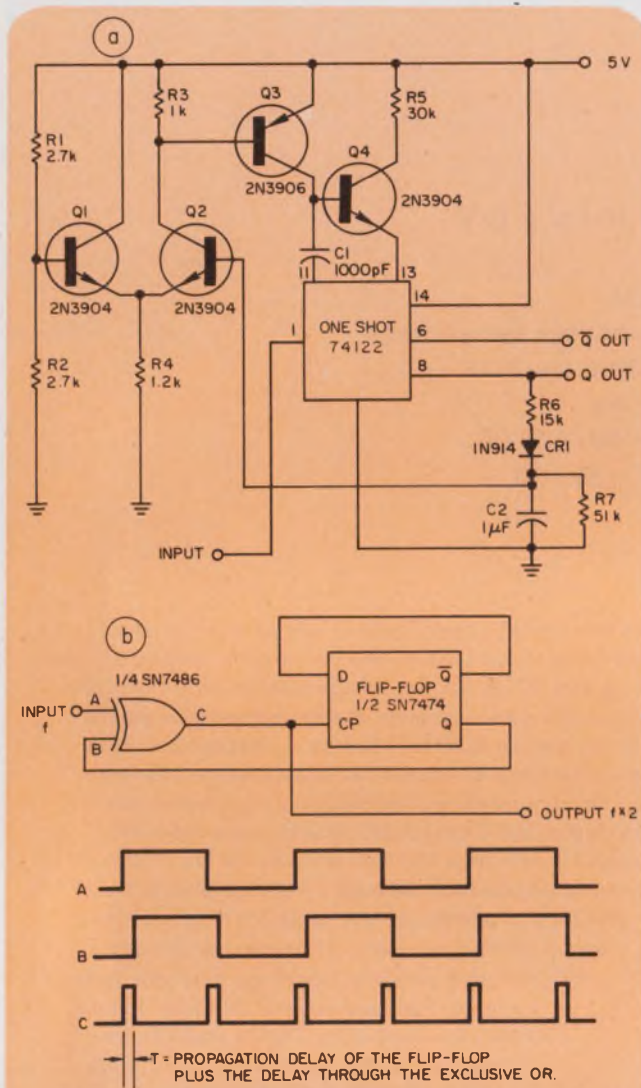 a
5 V
R3
1k
Q3
R5
30k
R1
2.7k
Q4
2N3906
2N3904
Q1
Q2
C1
1000pF
11
13
14
2N3904
2N3904
1
ONE SHOT
74122
6
Q̅ OUT
8
Q OUT
R2
2.7k
R4
1.2k
R6
15k
1N914
CR1
C2
1µF
R7
51k
INPUT
b
1/4 SN7486
INPUT
f
A
B
C
D
Q̅
FLIP-FLOP
1/2 SN7474
CP
Q
OUTPUT f×2
A
B
C
T = PROPAGATION DELAY OF THE FLIP-FLOP
PLUS THE DELAY THROUGH THE EXCLUSIVE OR.